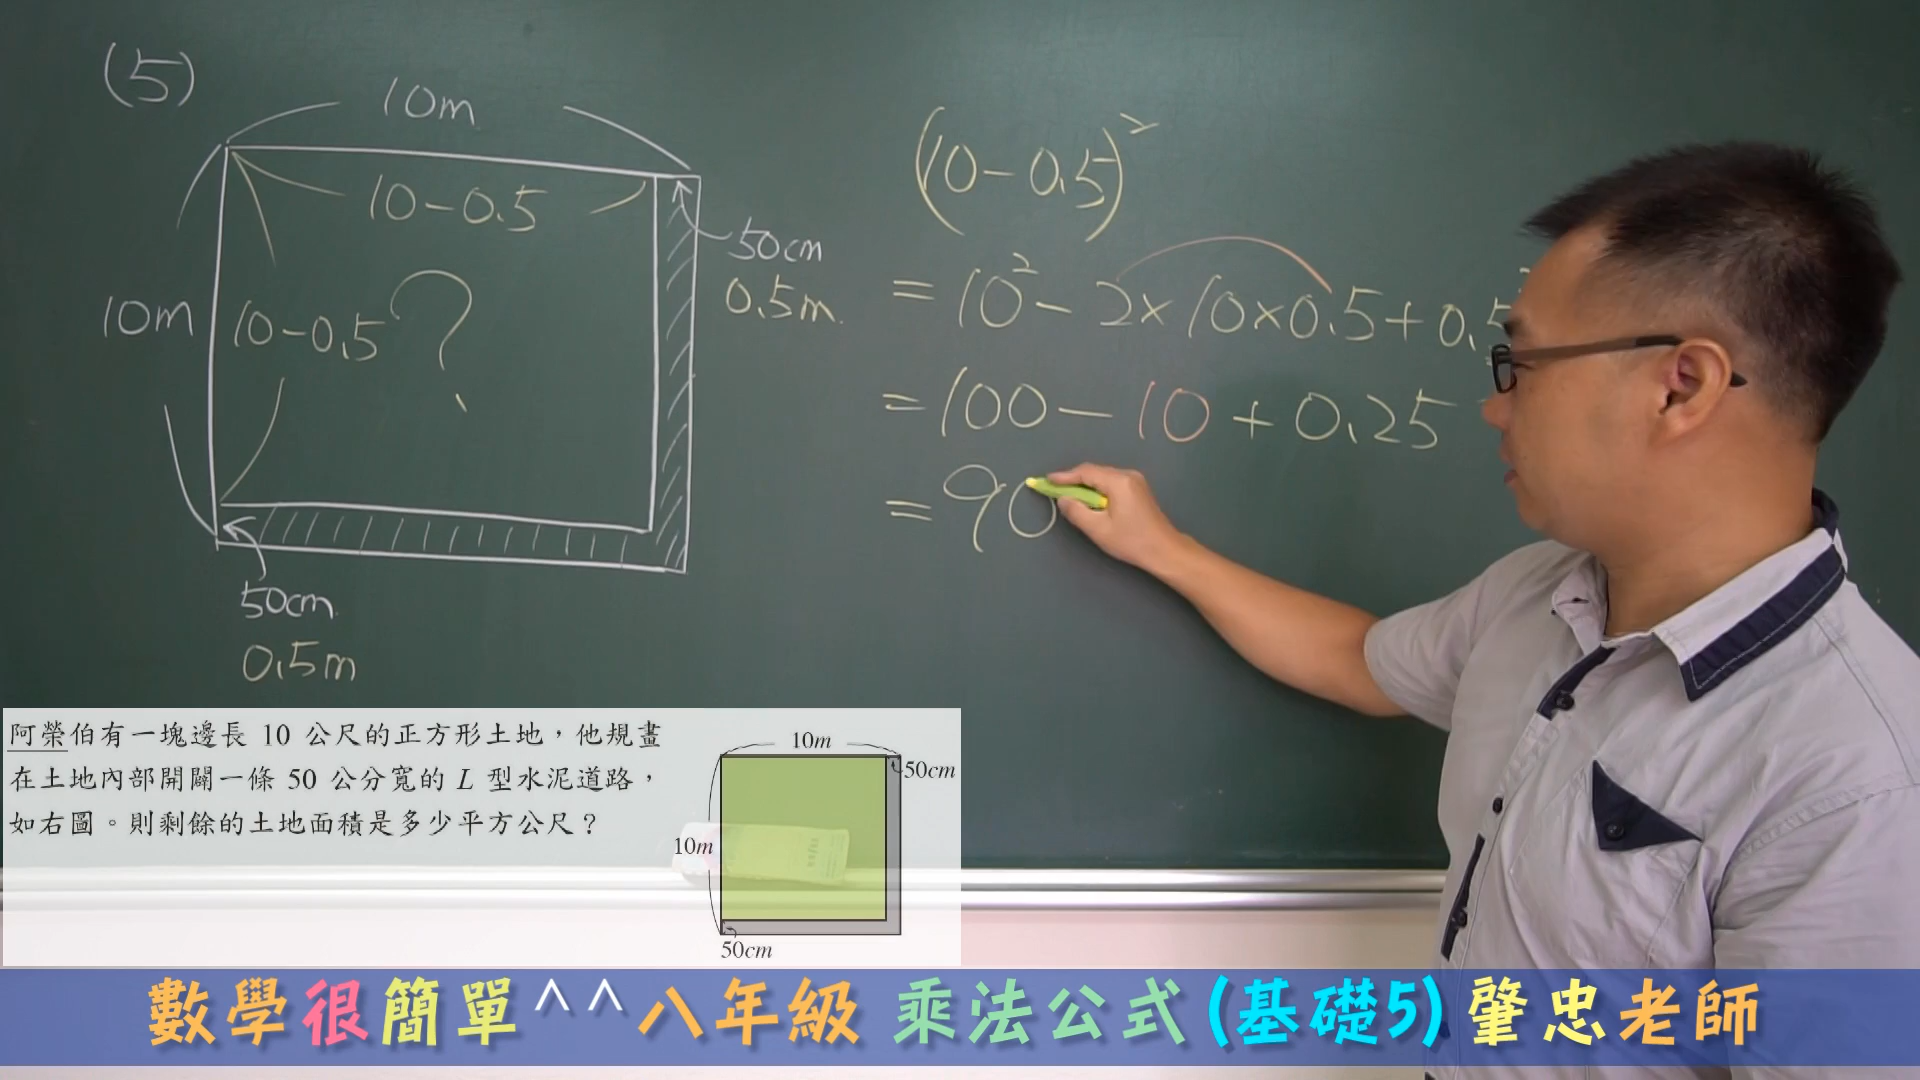 (5)
10m
10-0.5
50cm
0.5m.
10m
10-0.5
?
50cm.
0.5m
(10-0.5)²
=10²-2×10×0.5+0.5
=100-10+0.25
=90
阿榮伯有一塊邊長 10 公尺的正方形土地，他規畫
在土地內部開闢一條 50 公分寬的 L 型水泥道路，
如右圖。則剩餘的土地面積是多少平方公尺？
10m
50cm
10m
50cm
數學很簡單^^八年級 乘法公式(基礎5)肇忠老師